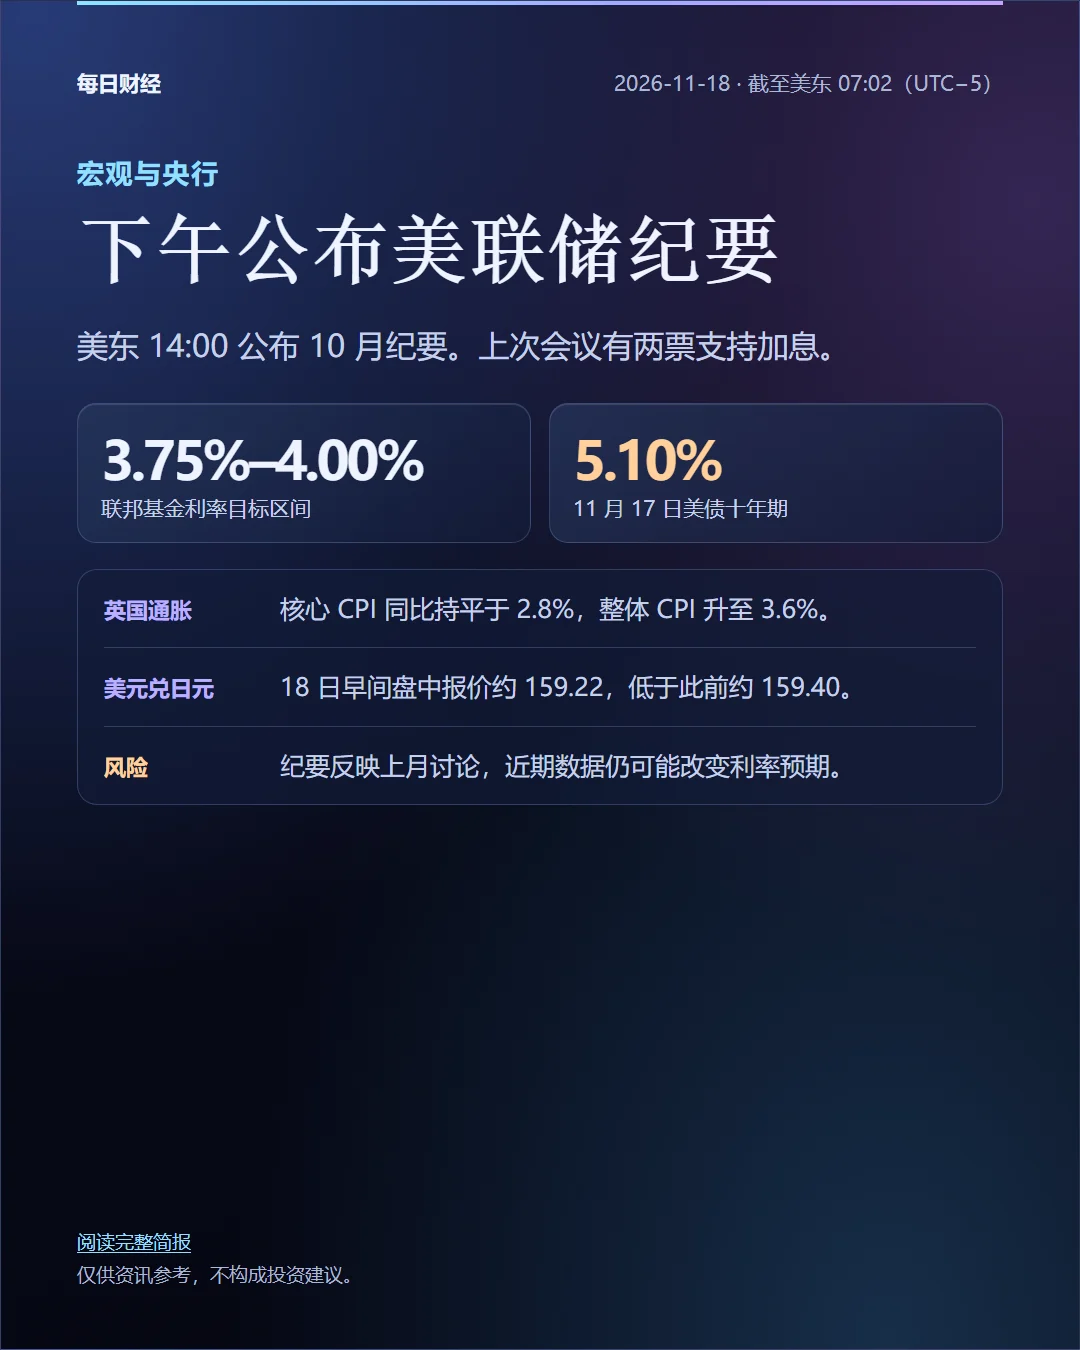 每日财经
2026-11-18 · 截至美东 07:02（UTC−5）
宏观与央行
下午公布美联储纪要
美东 14:00 公布 10 月纪要。上次会议有两票支持加息。
3.75%–4.00%
联邦基金利率目标区间
5.10%
11 月 17 日美债十年期
英国通胀 核心 CPI 同比持平于 2.8%，整体 CPI 升至 3.6%。
美元兑日元 18 日早间盘中报价约 159.22，低于此前约 159.40。
风险 纪要反映上月讨论，近期数据仍可能改变利率预期。
阅读完整简报
仅供资讯参考，不构成投资建议。